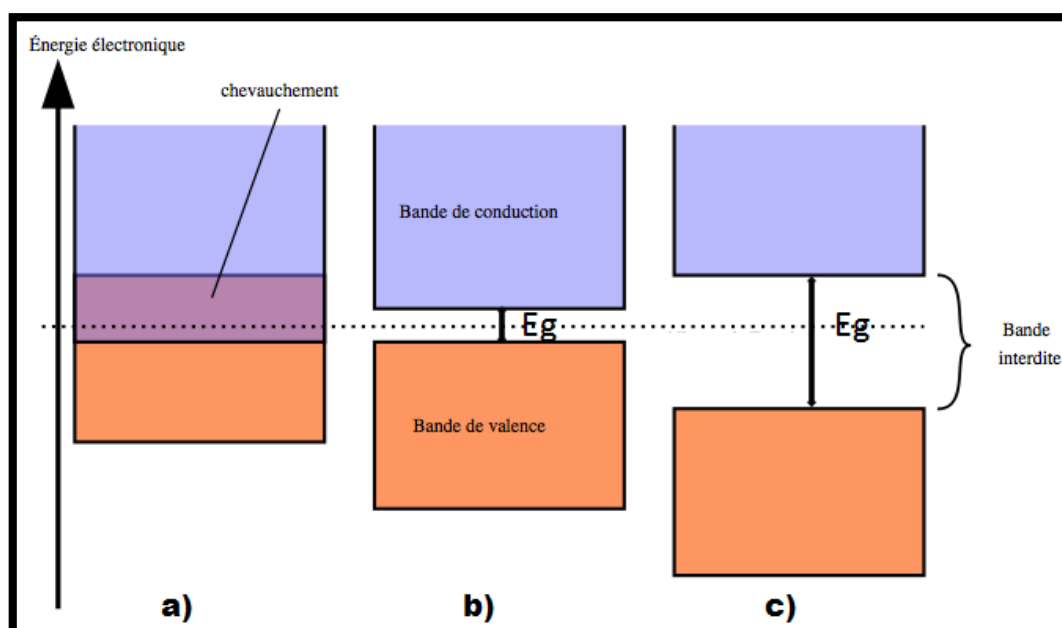 Énergie électronique
chevauchement
Bande de conduction
Eg
Eg
Bande
interdite
Bande de valence
a)
b)
c)